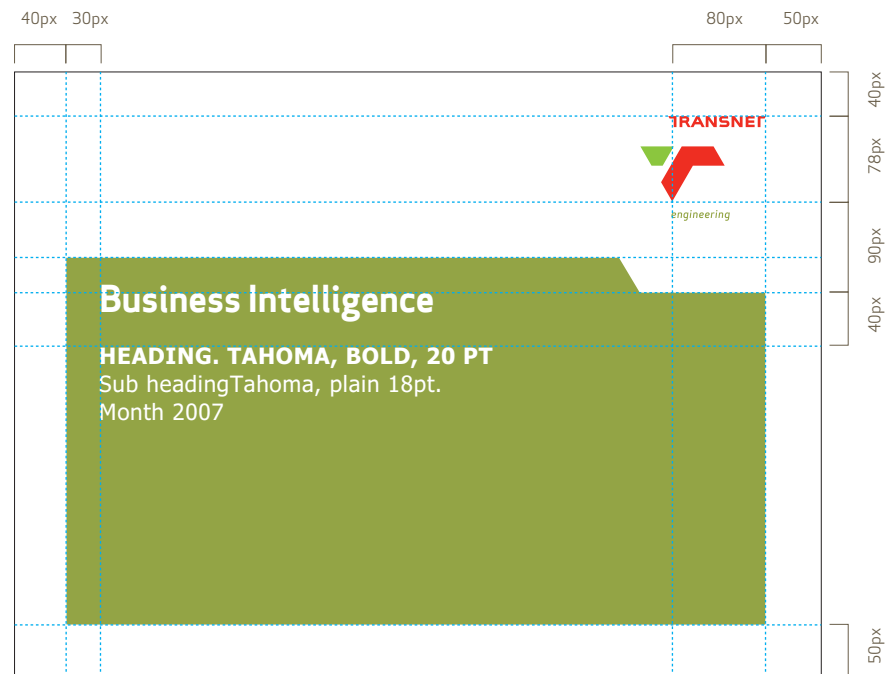 40px 30px 80px 50px
40px
TRANSNET
78px
engineering
90px
Business Intelligence
40px
HEADING. TAHOMA, BOLD, 20 PT
Sub headingTahoma, plain 18pt.
Month 2007
50px